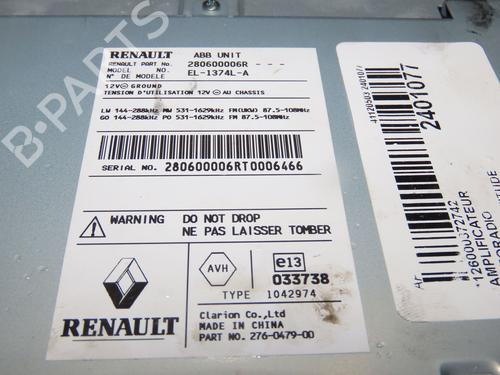 RENAULT ABB UNIT
RENAULT PART No. 280600006R - - -
MODEL NO. EL-1374L-A
N° DE MODELE
12V⎓ GROUND
TENSION D'UTILISATION 12V ⎓ AU CHASSIS
LW 144-288kHz MW 531-1629kHz FM(UKW) 87.5-108MHz
GO 144-288kHz PO 531-1629kHz FM 87.5-108MHz
SERIAL NO. 280600006RT0006466
WARNING DO NOT DROP
NE PAS LAISSER TOMBER
AVH e13
033738
TYPE 1042974
RENAULT
Clarion Co., Ltd
MADE IN CHINA
PART NO. 276-0479-00
41120503 2401077
2401077
*126000372742
AMPLIFICATEUR